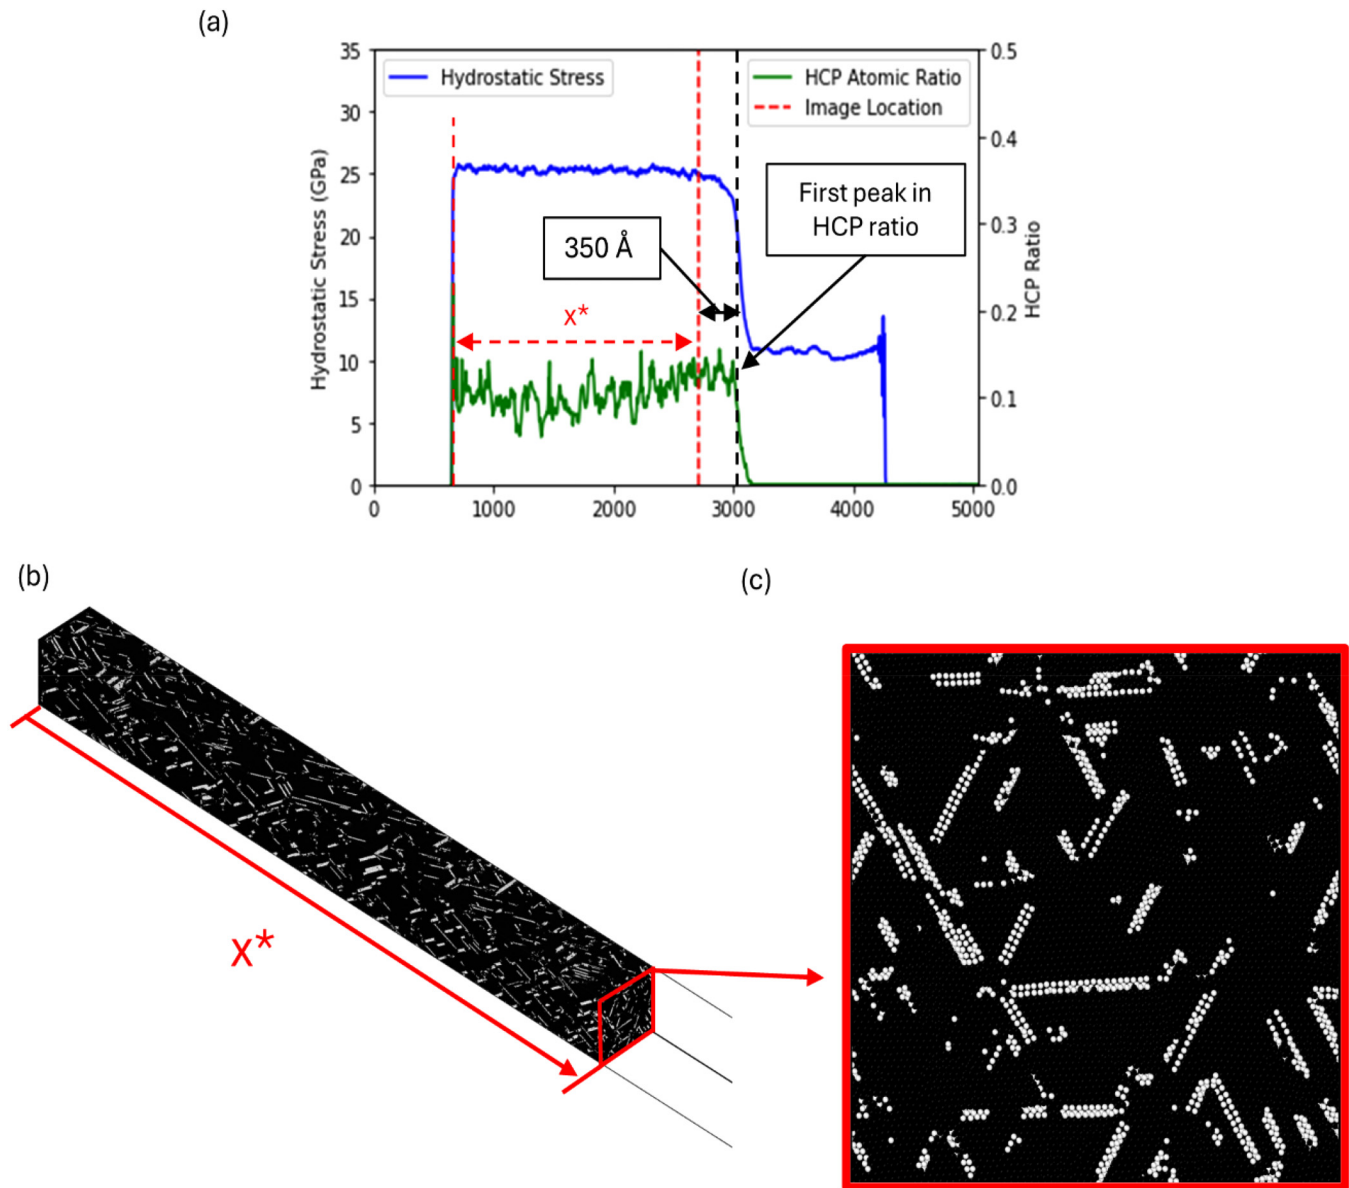 (a)
Hydrostatic Stress
HCP Atomic Ratio
Image Location
35
30
25
20
15
10
5
0
Hydrostatic Stress (GPa)
0.5
0.4
0.3
0.2
0.1
0.0
HCP Ratio
First peak in
HCP ratio
350 Å
x*
0
1000
2000
3000
4000
5000
(b)
X*
(c)